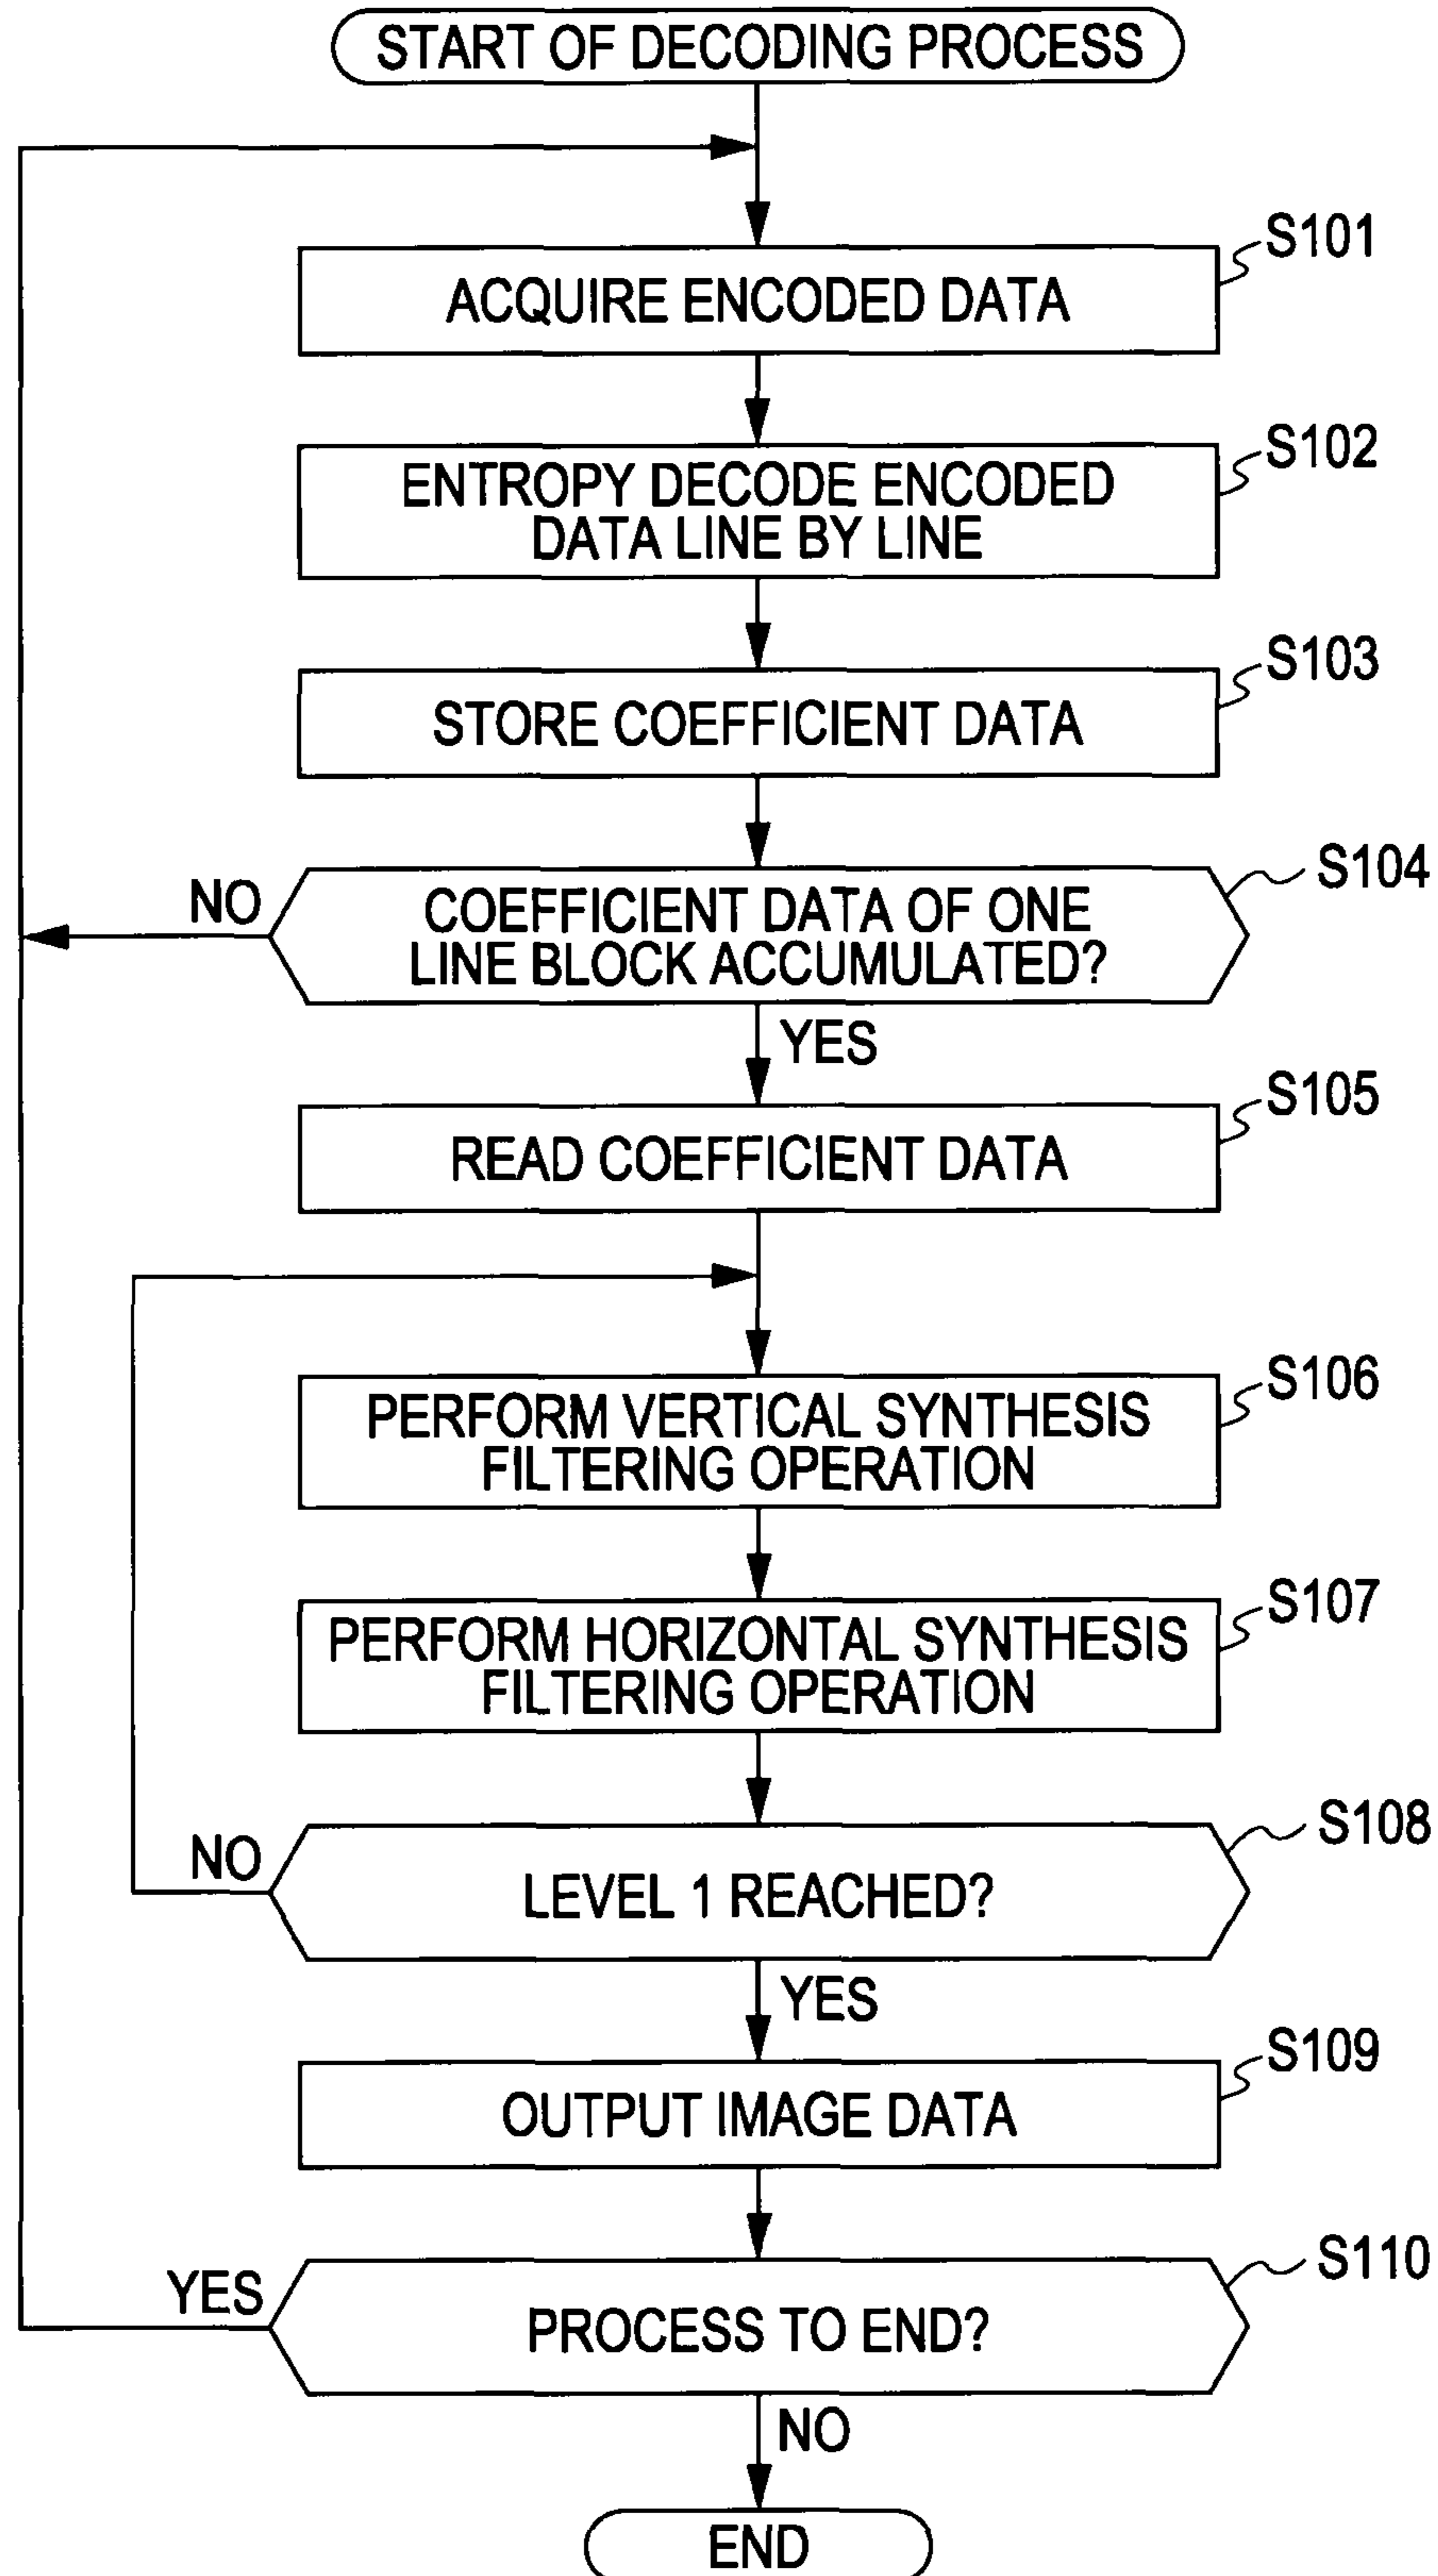 START OF DECODING PROCESS
S101
ACQUIRE ENCODED DATA
S102
ENTROPY DECODE ENCODED
DATA LINE BY LINE
S103
STORE COEFFICIENT DATA
S104
NO
COEFFICIENT DATA OF ONE
LINE BLOCK ACCUMULATED?
YES
S105
READ COEFFICIENT DATA
S106
PERFORM VERTICAL SYNTHESIS
FILTERING OPERATION
S107
PERFORM HORIZONTAL SYNTHESIS
FILTERING OPERATION
S108
NO
LEVEL 1 REACHED?
YES
S109
OUTPUT IMAGE DATA
S110
YES
PROCESS TO END?
NO
END